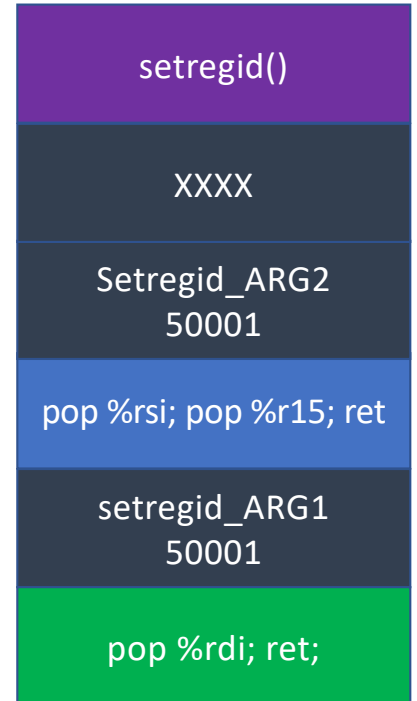 setregid()
XXXX
Setregid_ARG2
50001
pop %rsi; pop %r15; ret
setregid_ARG1
50001
pop %rdi; ret;